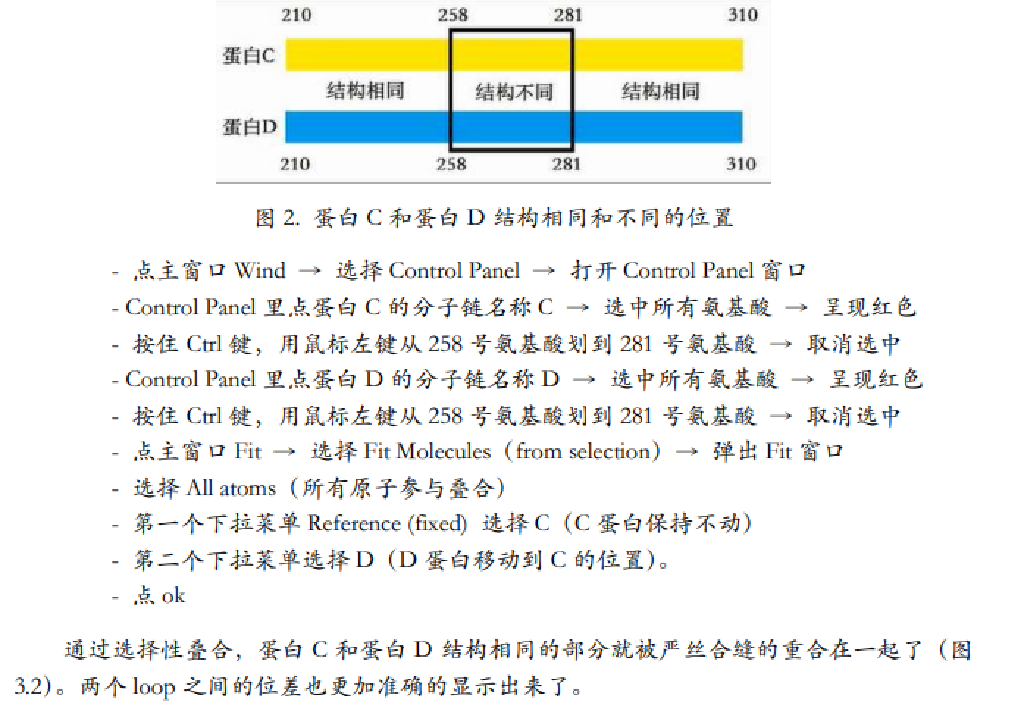 210 258 281 310
蛋白C
结构相同 结构不同 结构相同
蛋白D
210 258 281 310
图 2. 蛋白 C 和蛋白 D 结构相同和不同的位置
- 点主窗口 Wind → 选择 Control Panel → 打开 Control Panel 窗口
- Control Panel 里点蛋白 C 的分子链名称 C → 选中所有氨基酸 → 呈现红色
- 按住 Ctrl 键，用鼠标左键从 258 号氨基酸划到 281 号氨基酸 → 取消选中
- Control Panel 里点蛋白 D 的分子链名称 D → 选中所有氨基酸 → 呈现红色
- 按住 Ctrl 键，用鼠标左键从 258 号氨基酸划到 281 号氨基酸 → 取消选中
- 点主窗口 Fit → 选择 Fit Molecules（from selection）→ 弹出 Fit 窗口
- 选择 All atoms（所有原子参与叠合）
- 第一个下拉菜单 Reference (fixed) 选择 C（C 蛋白保持不动）
- 第二个下拉菜单选择 D（D 蛋白移动到 C 的位置）。
- 点 ok
通过选择性叠合，蛋白 C 和蛋白 D 结构相同的部分就被严丝合缝的重合在一起了（图
3.2）。两个 loop 之间的位差也更加准确的显示出来了。